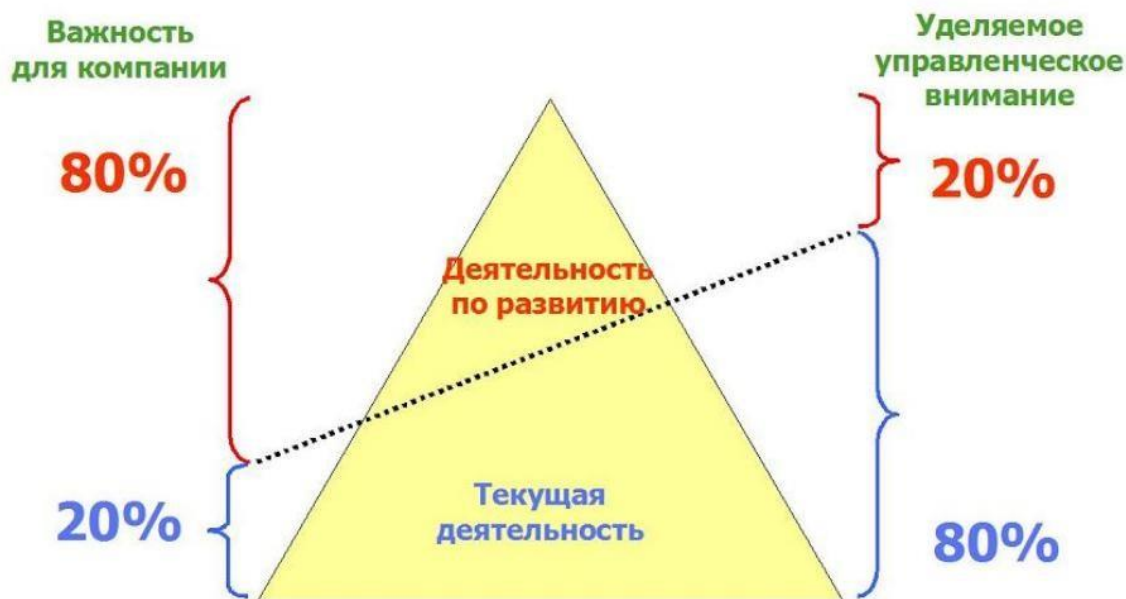 Важность
для компании
80%
20%
Деятельность
по развитию
Текущая
деятельность
Уделяемое
управленческое
внимание
20%
80%